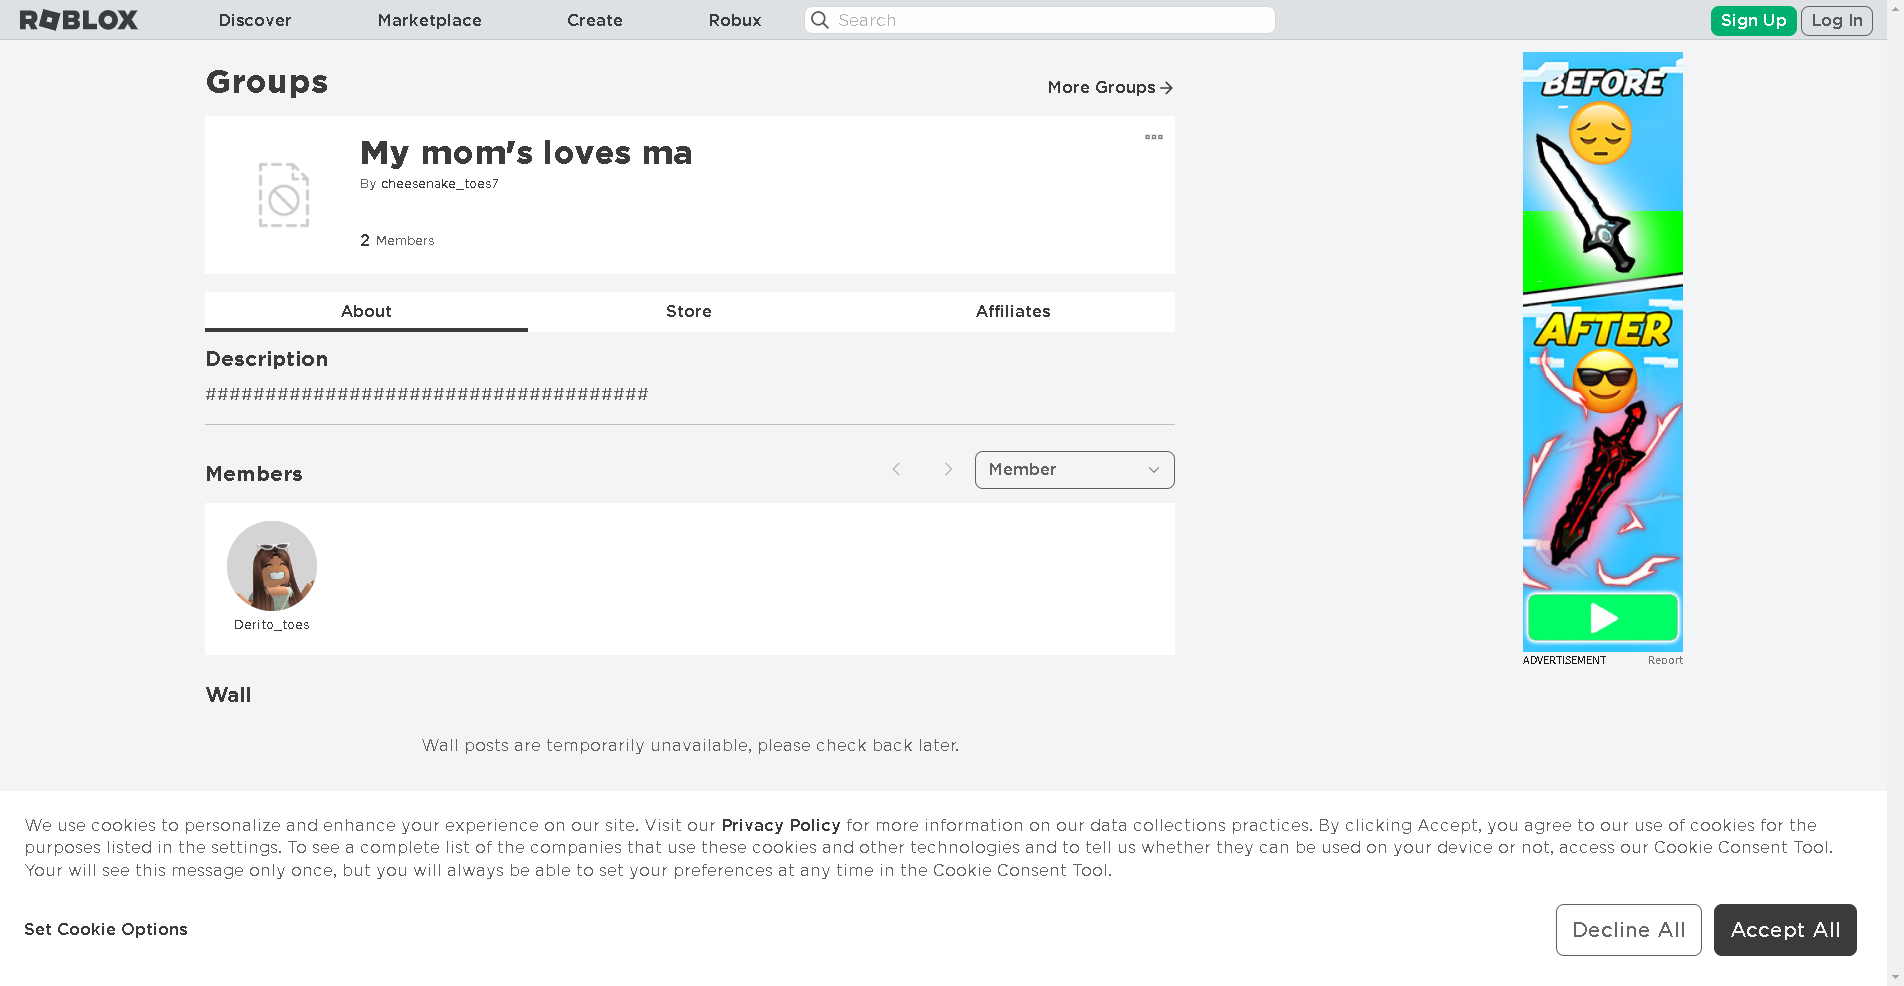 ROBLOX
Discover
Marketplace
Create
Robux
Search
Sign Up
Log In
Groups
More Groups
My mom's loves ma
By cheesenake_toes7
2 Members
About
Store
Affiliates
Description
#####################################
Members
Member
Derito_toes
Wall
Wall posts are temporarily unavailable, please check back later.
BEFORE
AFTER
ADVERTISEMENT
Report
We use cookies to personalize and enhance your experience on our site. Visit our Privacy Policy for more information on our data collections practices. By clicking Accept, you agree to our use of cookies for the
purposes listed in the settings. To see a complete list of the companies that use these cookies and other technologies and to tell us whether they can be used on your device or not, access our Cookie Consent Tool.
Your will see this message only once, but you will always be able to set your preferences at any time in the Cookie Consent Tool.
Set Cookie Options
Decline All
Accept All